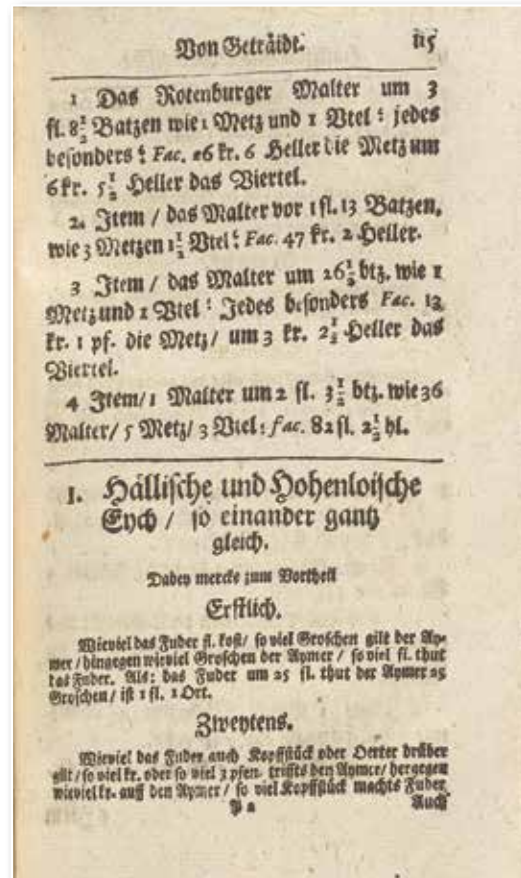 Von Geträidt. 115
1 Das Rotenburger Malter um 3
fl. 8½ Batzen wie 1 Metz und 1 Vtel? jedes
besonders? Fac. 26 kr. 6 Heller die Metz um
6 kr. 5½ Heller das Viertel.
2. Item / das Malter vor 1 fl. 13 Batzen,
wie 3 Metzen 1½ Vtel? Fac. 47 kr. 2 Heller.
3 Item / das Malter um 26½ btz. wie 1
Metz und 1 Vtel? Jedes besonders Fac. 13
kr. 1 pf. die Metz / um 3 kr. 2½ Heller das
Viertel.
4 Item / 1 Malter um 2 fl. 3½ btz. wie 36
Malter / 5 Metz / 3 Vtel: fac. 82 fl. 2½ hl.
I. Hällische und Hohenloische
Eych / so einander gantz
gleich.
Dabey mercke zum Vortheil
Erstlich.
Wieviel das Fuder fl. kost / so viel Groschen gilt der Ay-
mer / hingegen wieviel Groschen der Aymer / so viel fl. thut
das Fuder. Als: das Fuder um 25 fl. thut der Aymer 25
Groschen / ist 1 fl. 1 Ort.
Zweytens.
Wieviel das Fuder auch Kopffstück oder Oerter drüber
gilt / so viel kr. oder so viel 3 pfen. triffts den Aymer / hergegen
wieviel kr. auff den Aymer / so viel Kopffstück machts Fuder
Auch